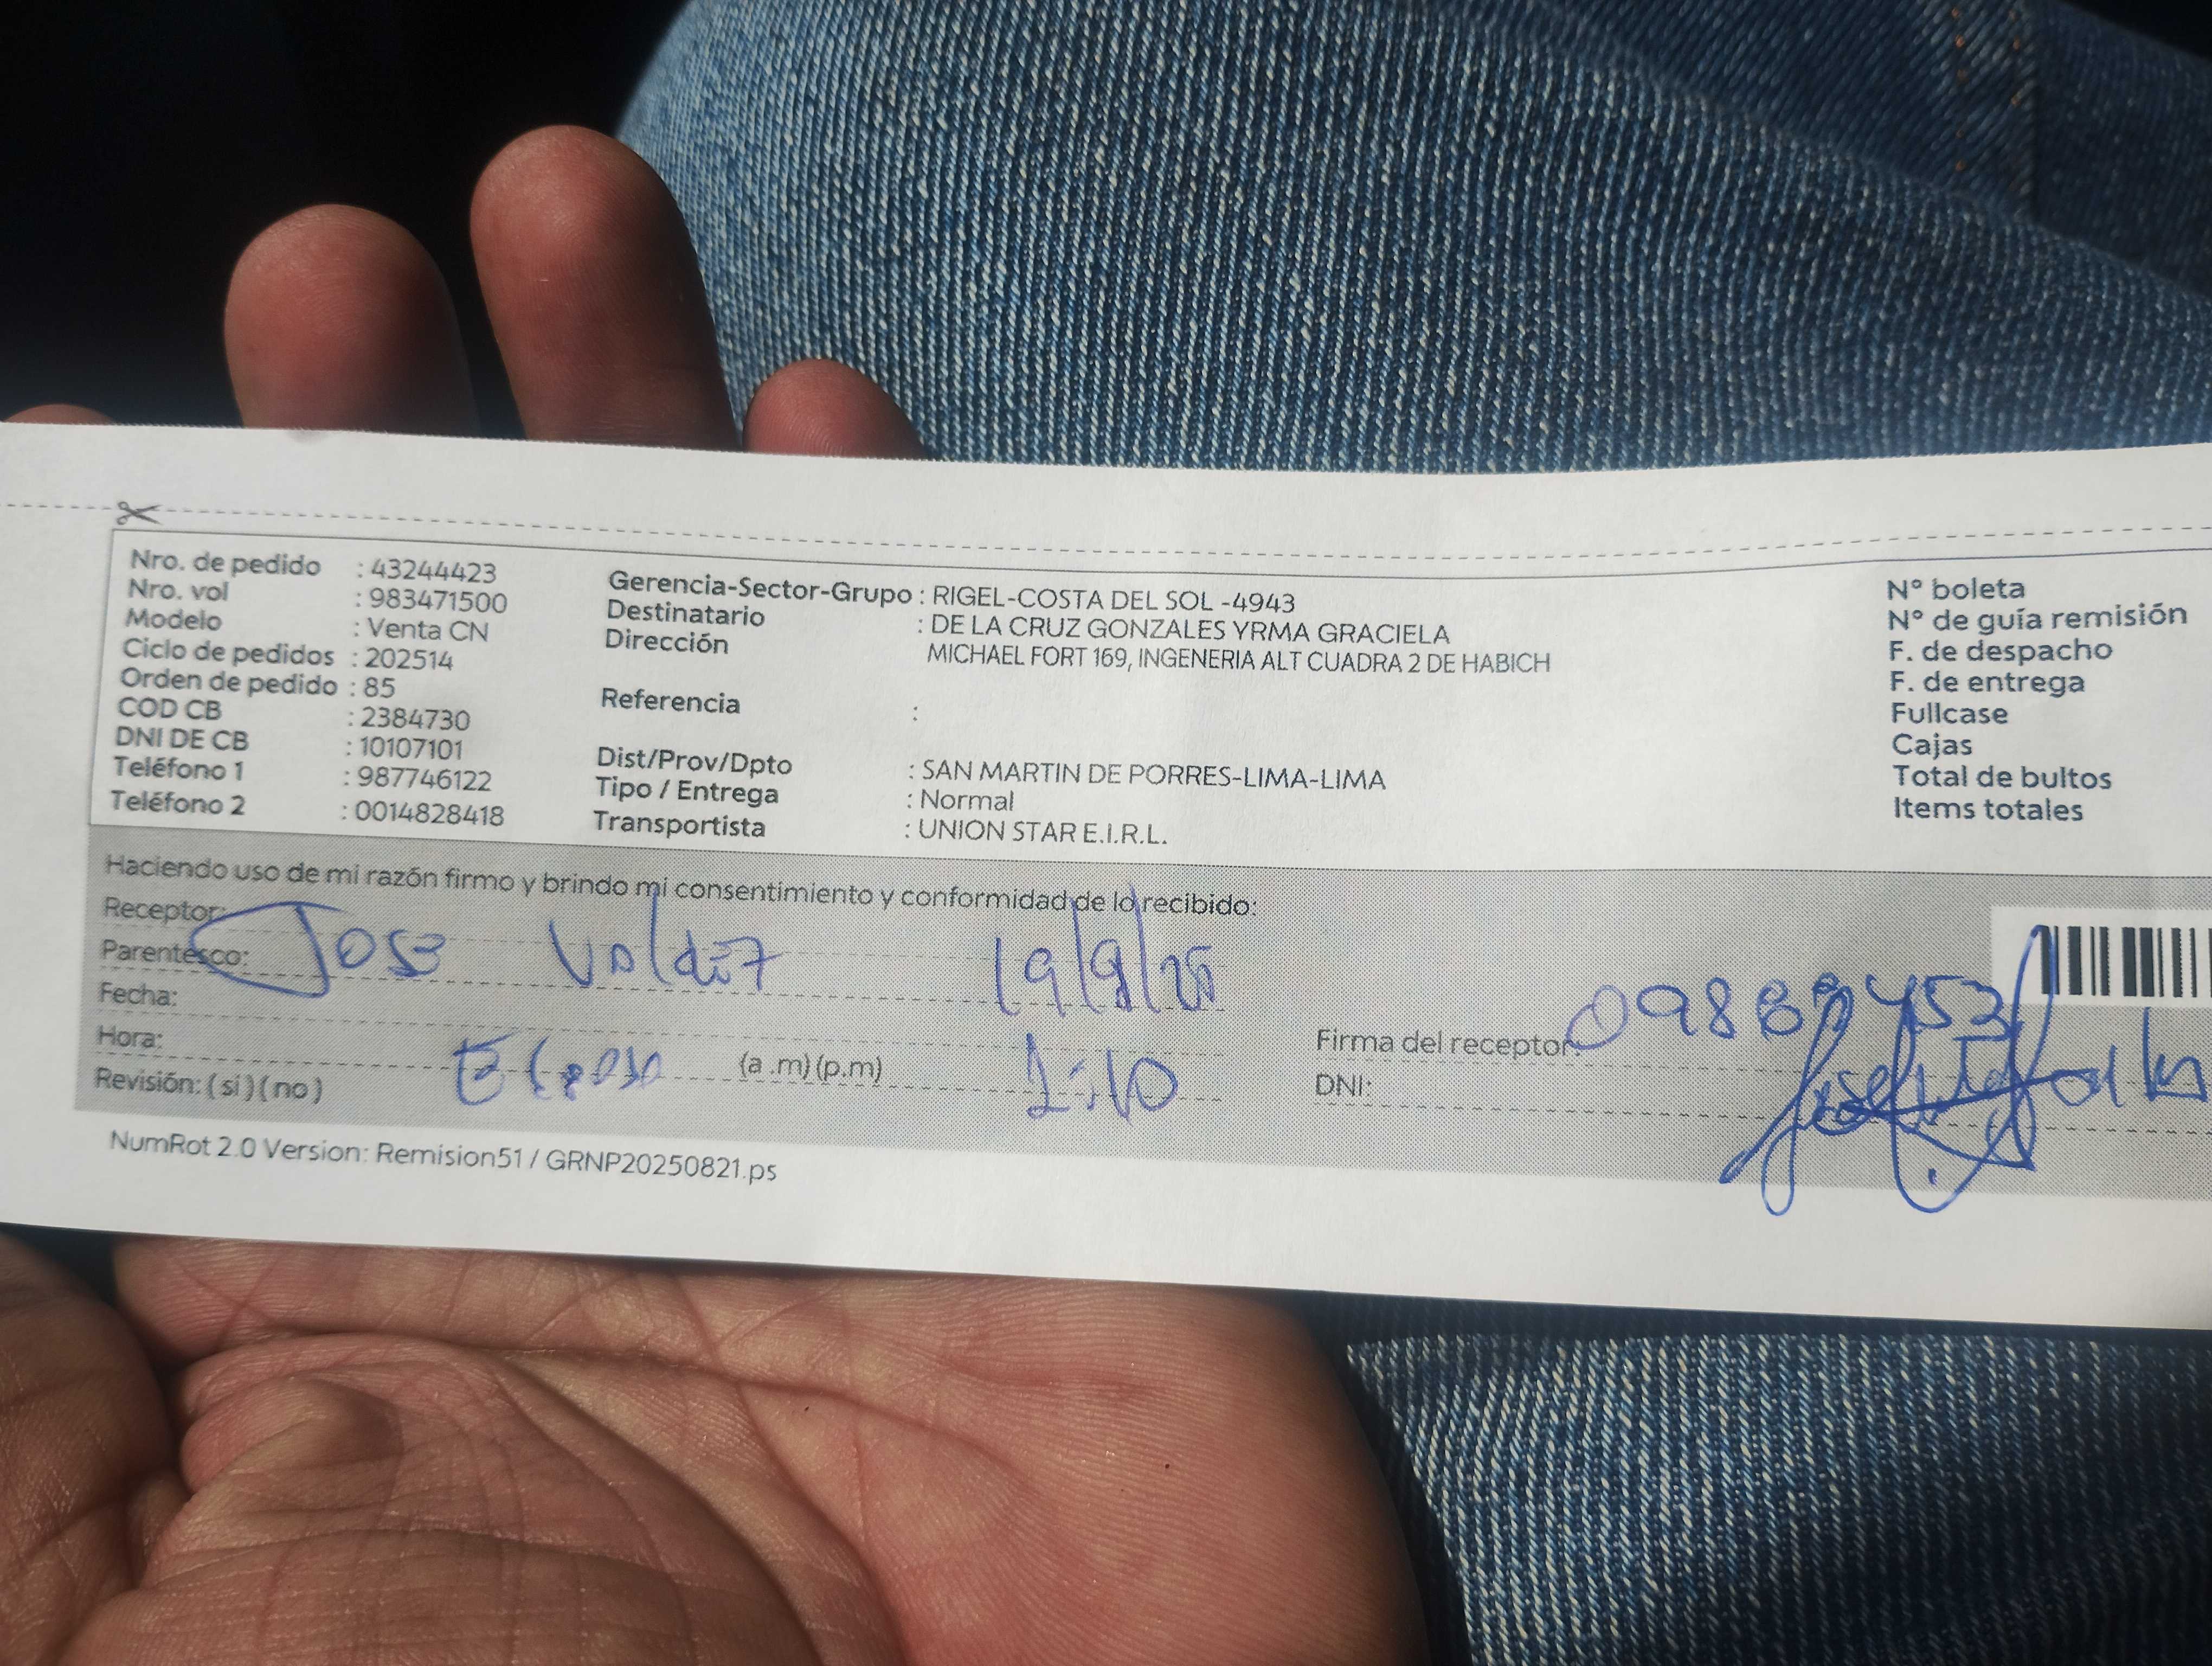 Nro. de pedido : 43244423
Nro. vol : 983471500
Modelo : Venta CN
Ciclo de pedidos : 202514
Orden de pedido : 85
COD CB : 2384730
DNI DE CB : 10107101
Teléfono 1 : 987746122
Teléfono 2 : 0014828418
Gerencia-Sector-Grupo : RIGEL-COSTA DEL SOL -4943
Destinatario : DE LA CRUZ GONZALES YRMA GRACIELA
Dirección MICHAEL FORT 169, INGENERIA ALT CUADRA 2 DE HABICH
Referencia :
Dist/Prov/Dpto : SAN MARTIN DE PORRES-LIMA-LIMA
Tipo / Entrega : Normal
Transportista : UNION STAR E.I.R.L.
N° boleta
N° de guía remisión
F. de despacho
F. de entrega
Fullcase
Cajas
Total de bultos
Items totales
Haciendo uso de mi razón firmo y brindo mi consentimiento y conformidad de lo recibido:
Receptor:
Jose
Parentesco:
Fecha:
Hora: (a.m)(p.m) 1:10
Revisión: (si)(no)
Firma del receptor:
DNI:
NumRot 2.0 Version: Remision51 / GRNP20250821.ps